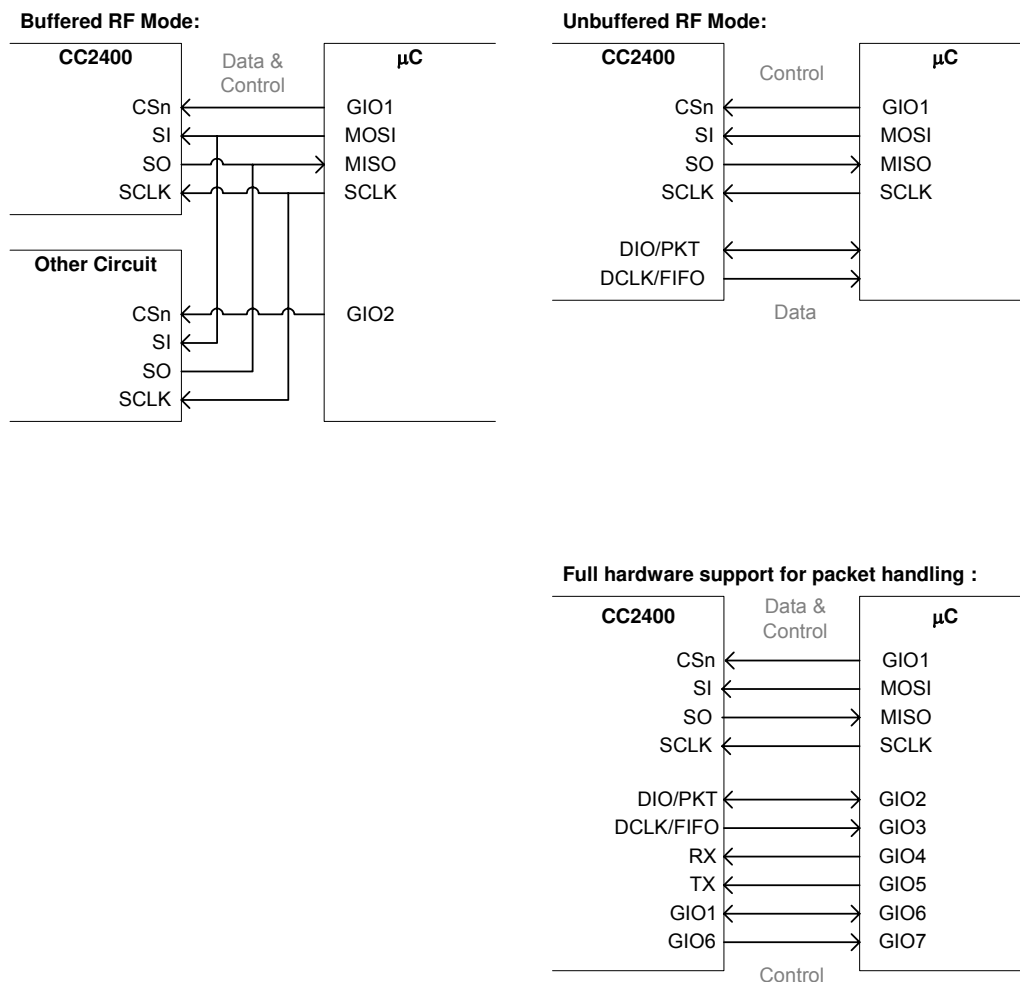 Buffered RF Mode:
CC2400
Data &
Control
μC
CSn
GIO1
SI
MOSI
SO
MISO
SCLK
SCLK
Other Circuit
CSn
GIO2
SI
SO
SCLK
Unbuffered RF Mode:
CC2400
Control
μC
CSn
GIO1
SI
MOSI
SO
MISO
SCLK
SCLK
DIO/PKT
DCLK/FIFO
Data
Full hardware support for packet handling :
CC2400
Data &
Control
μC
CSn
GIO1
SI
MOSI
SO
MISO
SCLK
SCLK
DIO/PKT
GIO2
DCLK/FIFO
GIO3
RX
GIO4
TX
GIO5
GIO1
GIO6
GIO6
GIO7
Control